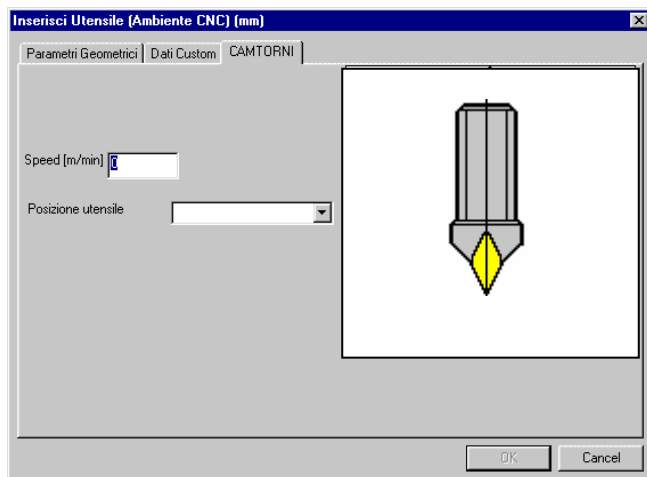 Inserisci Utensile (Ambiente CNC) (mm)
Parametri Geometrici Dati Custom CAMTORNI
Speed [m/min] 0
Posizione utensile
OK Cancel